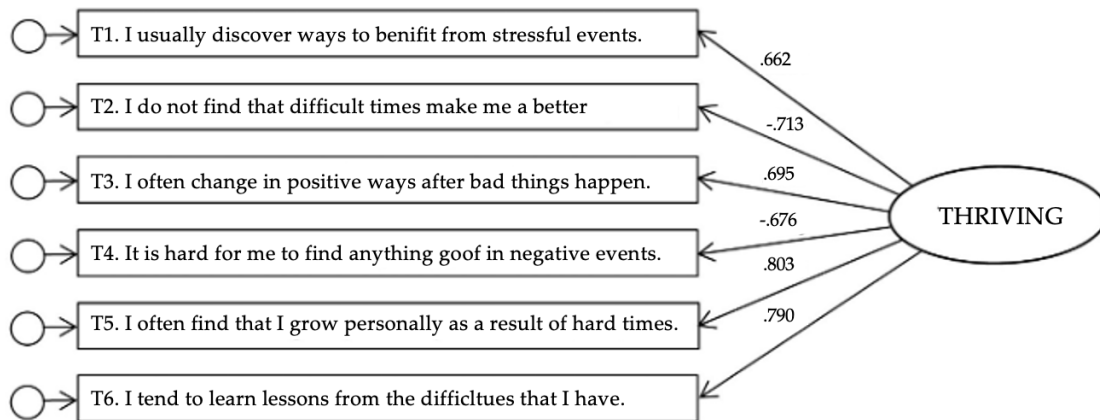 T1. I usually discover ways to benifit from stressful events.
.662
T2. I do not find that difficult times make me a better
-.713
T3. I often change in positive ways after bad things happen.
.695
THRIVING
-.676
T4. It is hard for me to find anything goof in negative events.
.803
T5. I often find that I grow personally as a result of hard times.
.790
T6. I tend to learn lessons from the difficltues that I have.